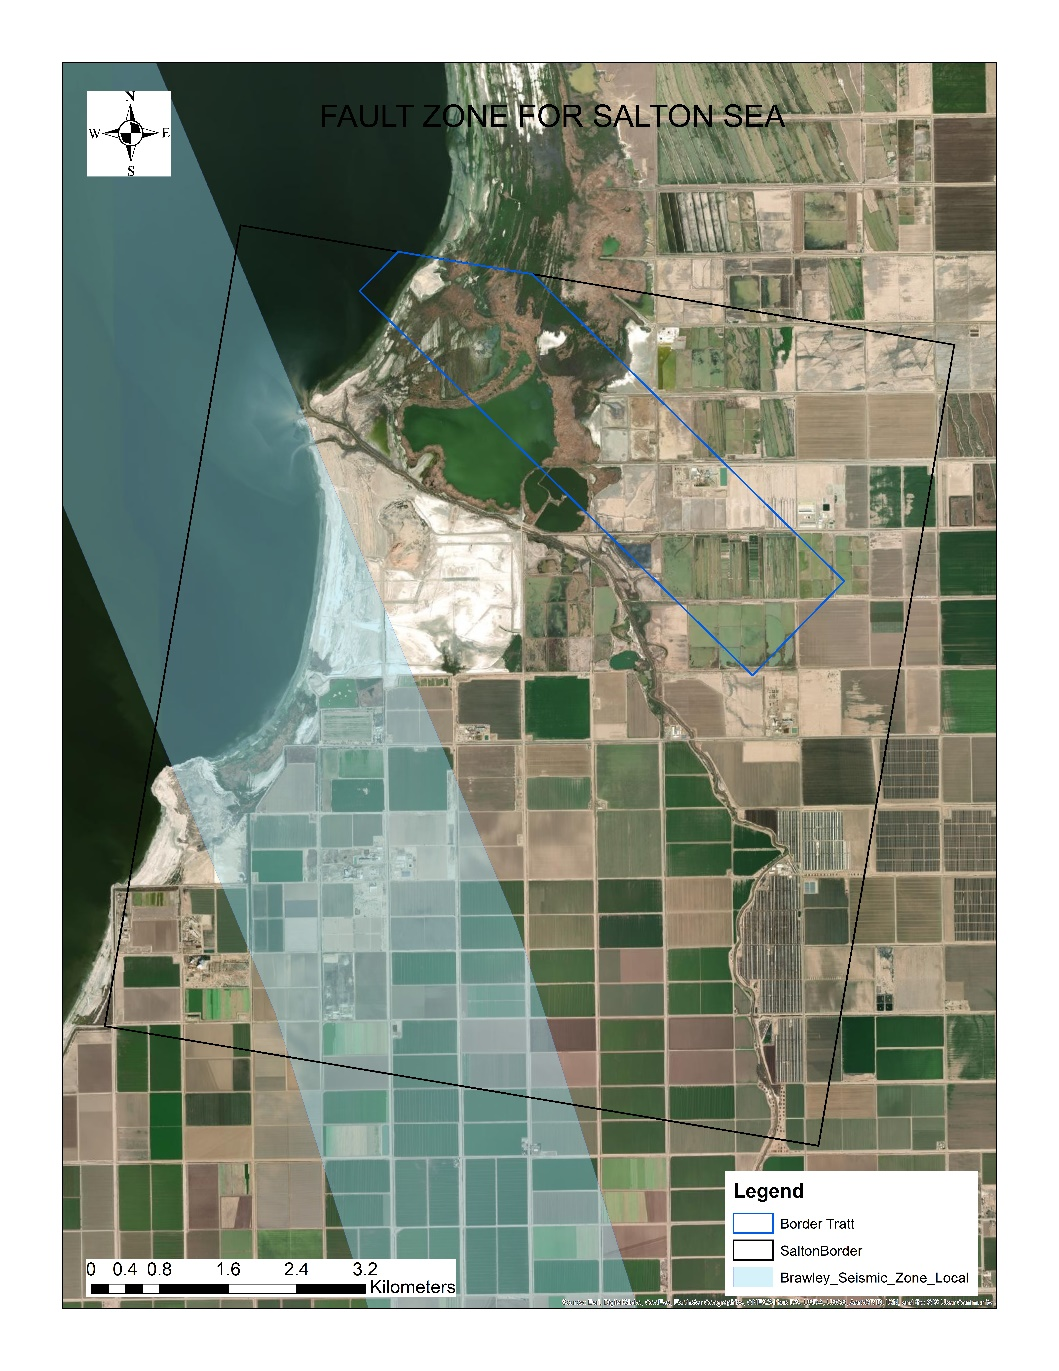 N
W E
S
FAULT ZONE FOR SALTON SEA
Legend
Border Tratt
SaltonBorder
Brawley_Seismic_Zone_Local
0 0.4 0.8 1.6 2.4 3.2
Kilometers